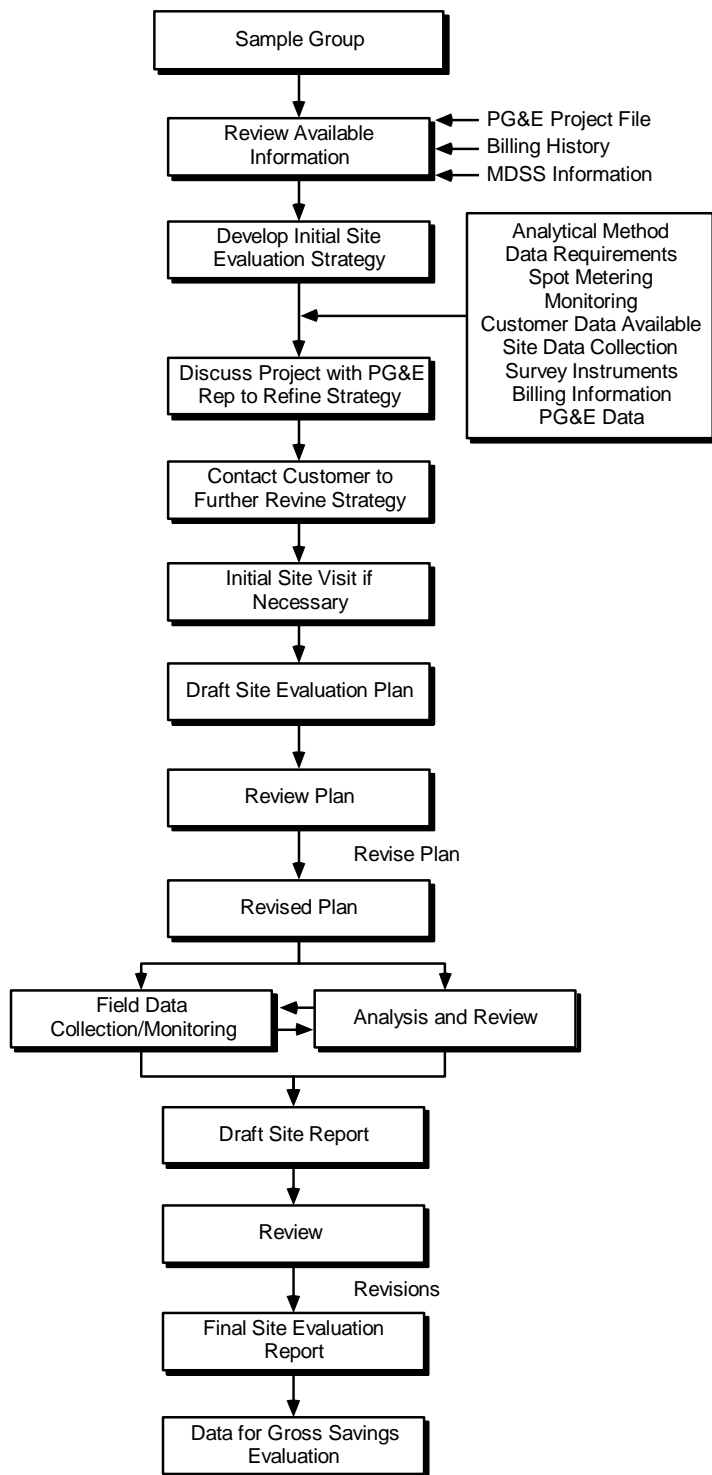 Sample Group
Review Available
Information
PG&E Project File
Billing History
MDSS Information
Develop Initial Site
Evaluation Strategy
Analytical Method
Data Requirements
Spot Metering
Monitoring
Customer Data Available
Site Data Collection
Survey Instruments
Billing Information
PG&E Data
Discuss Project with PG&E
Rep to Refine Strategy
Contact Customer to
Further Revine Strategy
Initial Site Visit if
Necessary
Draft Site Evaluation Plan
Review Plan
Revise Plan
Revised Plan
Field Data
Collection/Monitoring
Analysis and Review
Draft Site Report
Review
Revisions
Final Site Evaluation
Report
Data for Gross Savings
Evaluation